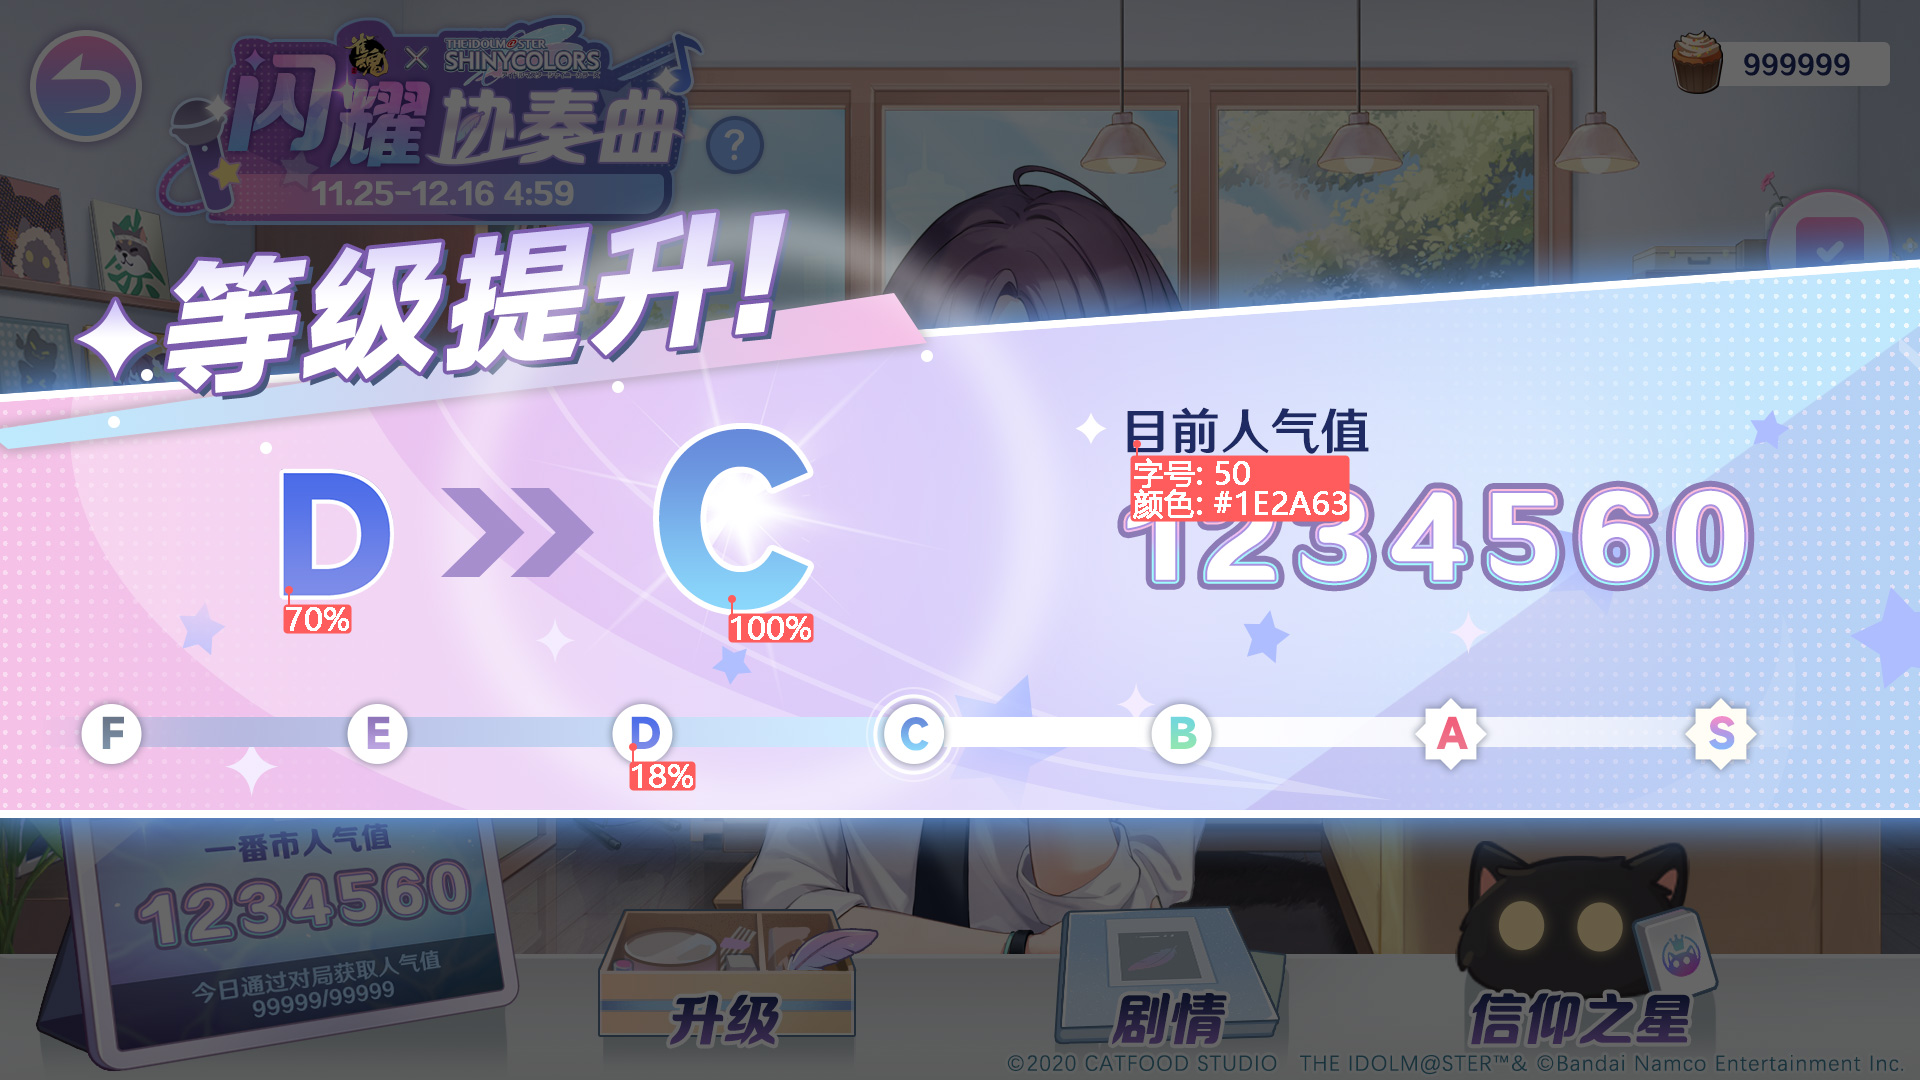 雀魂 × THE iDOLM@STER
SHINYCOLORS
闪耀协奏曲
?
11.25-12.16 4:59
999999
等级提升!
D
C
70%
100%
目前人气值
字号: 50
颜色: #1E2A63
1234560
F
E
D
C
B
A
S
18%
一番市人气值
1234560
今日通过对局获取人气值
99999/99999
升级
剧情
信仰之星
©2020 CATFOOD STUDIO THE IDOLM@STER™& ©Bandai Namco Entertainment Inc.